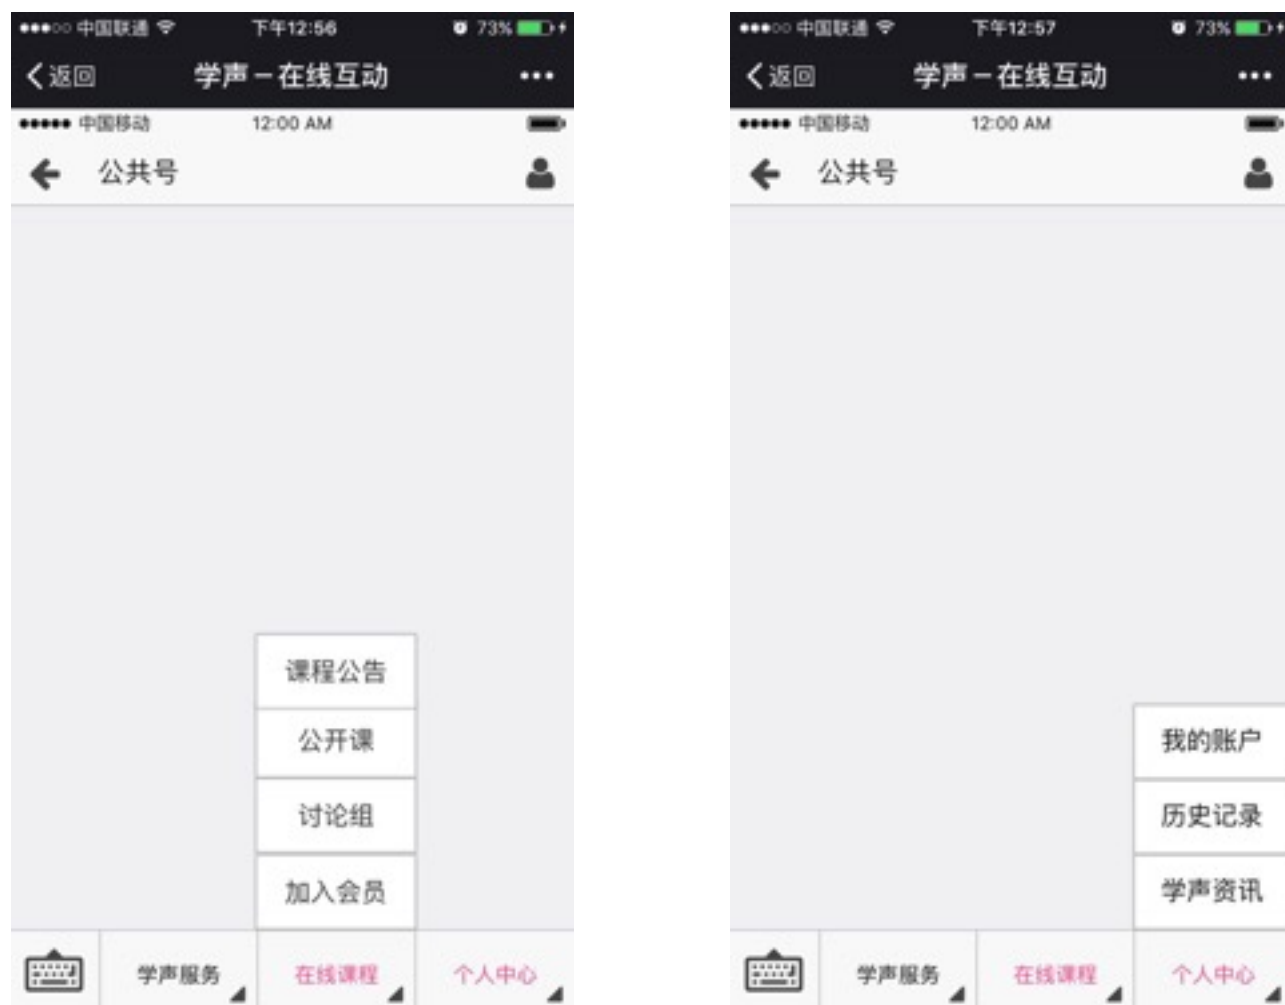 中国联通 下午12:56 73%
返回 学声－在线互动
中国移动 12:00 AM
公共号
课程公告
公开课
讨论组
加入会员
学声服务 在线课程 个人中心
中国联通 下午12:57 73%
返回 学声－在线互动
中国移动 12:00 AM
公共号
我的账户
历史记录
学声资讯
学声服务 在线课程 个人中心